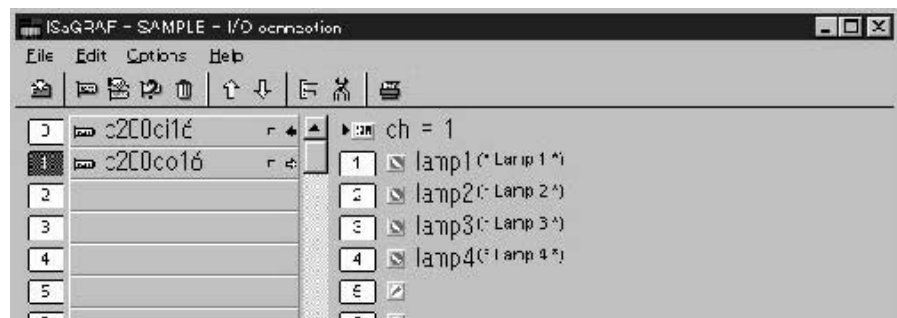 ISaGRAF - SAMPLE - I/O connection
File Edit Options Help
0 c200ci16
1 c200co16
2
3
4
5
ch = 1
1 lamp1 (* Lamp 1 *)
2 lamp2 (* Lamp 2 *)
3 lamp3 (* Lamp 3 *)
4 lamp4 (* Lamp 4 *)
5